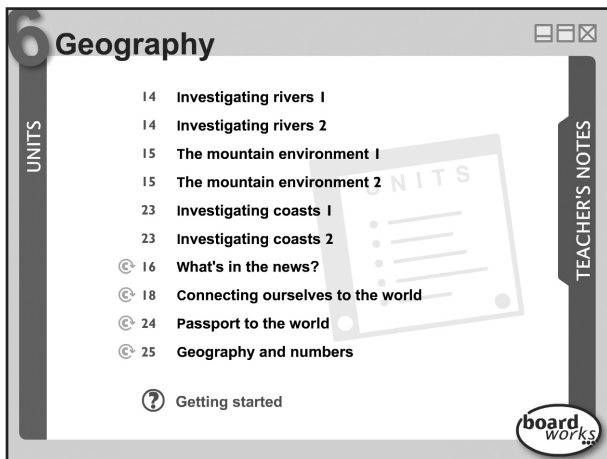 6 Geography
UNITS
TEACHER'S NOTES
14 Investigating rivers 1
14 Investigating rivers 2
15 The mountain environment 1
15 The mountain environment 2
23 Investigating coasts 1
23 Investigating coasts 2
C 16 What's in the news?
C 18 Connecting ourselves to the world
C 24 Passport to the world
C 25 Geography and numbers
? Getting started
UNITS
board
works